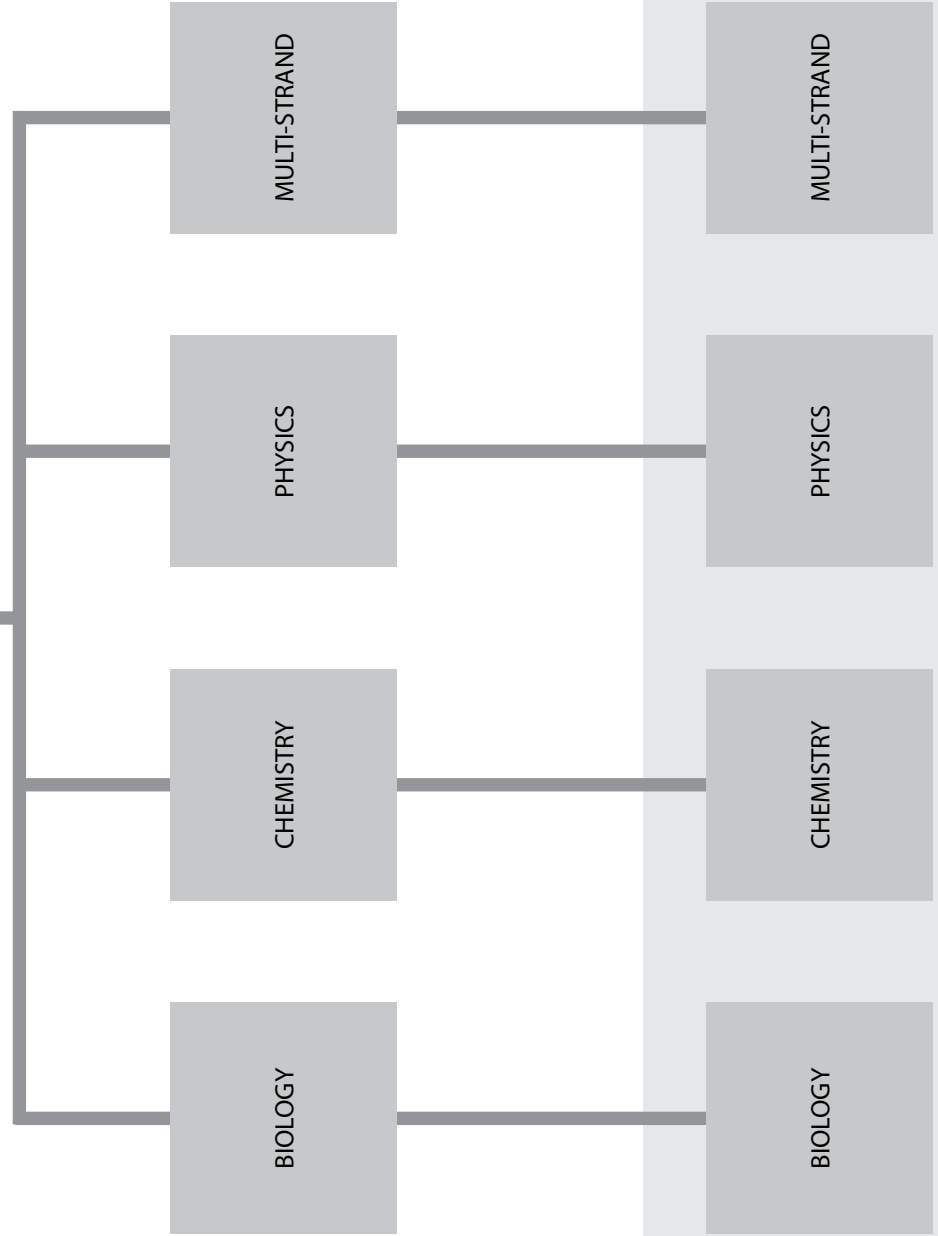 BIOLOGY
CHEMISTRY
PHYSICS
MULTI-STRAND
BIOLOGY
CHEMISTRY
PHYSICS
MULTI-STRAND